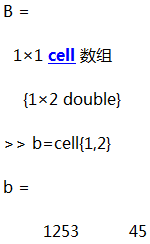 B =
1×1 cell 数组
{1×2 double}
>> b=cell{1,2}
b =
1253 45